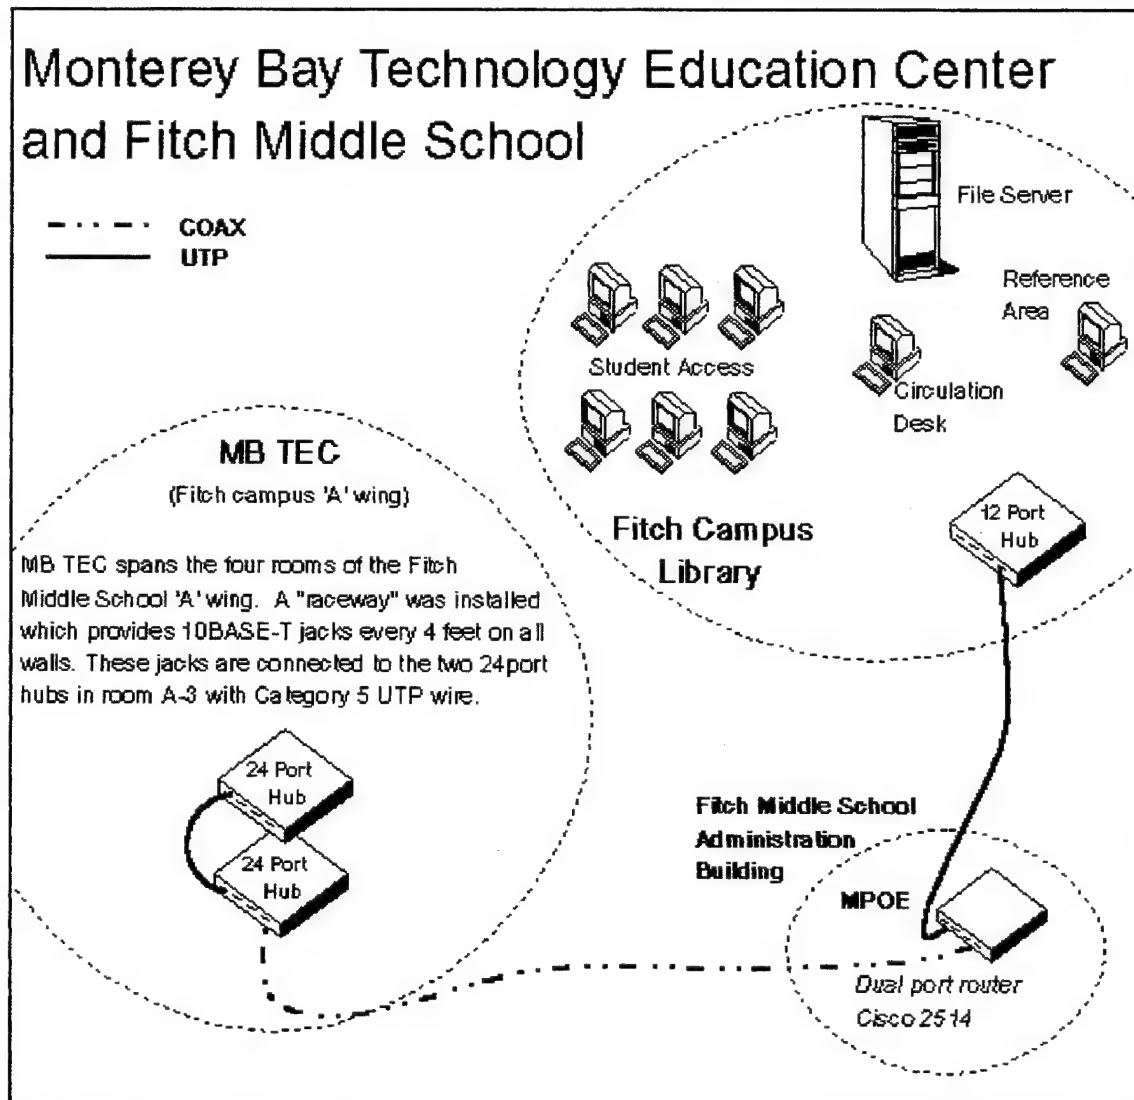 Monterey Bay Technology Education Center
and Fitch Middle School
COAX
UTP
File Server
Reference
Area
Student Access
Circulation
Desk
MB TEC
(Fitch campus 'A' wing)
12 Port
Hub
Fitch Campus
Library
MB TEC spans the four rooms of the Fitch
Middle School 'A' wing. A "raceway" was installed
which provides 10BASE-T jacks every 4 feet on all
walls. These jacks are connected to the two 24port
hubs in room A-3 with Category 5 UTP wire.
24 Port
Hub
24 Port
Hub
Fitch Middle School
Administration
Building
MPOE
Dual port router
Cisco 2514